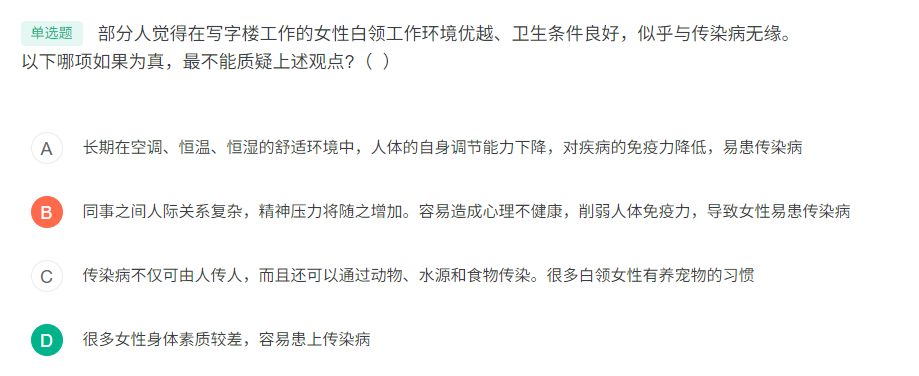 单选题 部分人觉得在写字楼工作的女性白领工作环境优越、卫生条件良好，似乎与传染病无缘。
以下哪项如果为真，最不能质疑上述观点?（ ）
A 长期在空调、恒温、恒湿的舒适环境中，人体的自身调节能力下降，对疾病的免疫力降低，易患传染病
B 同事之间人际关系复杂，精神压力将随之增加。容易造成心理不健康，削弱人体免疫力，导致女性易患传染病
C 传染病不仅可由人传人，而且还可以通过动物、水源和食物传染。很多白领女性有养宠物的习惯
D 很多女性身体素质较差，容易患上传染病